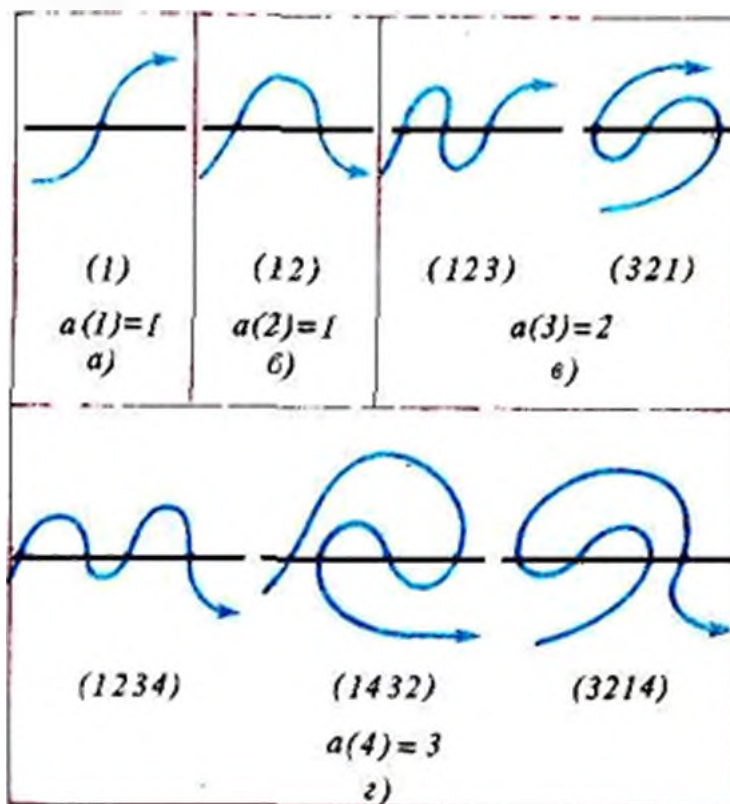 (1)
a(1)=1
а)
(12)
a(2)=1
б)
(123) (321)
a(3)=2
в)
(1234) (1432) (3214)
a(4)=3
г)